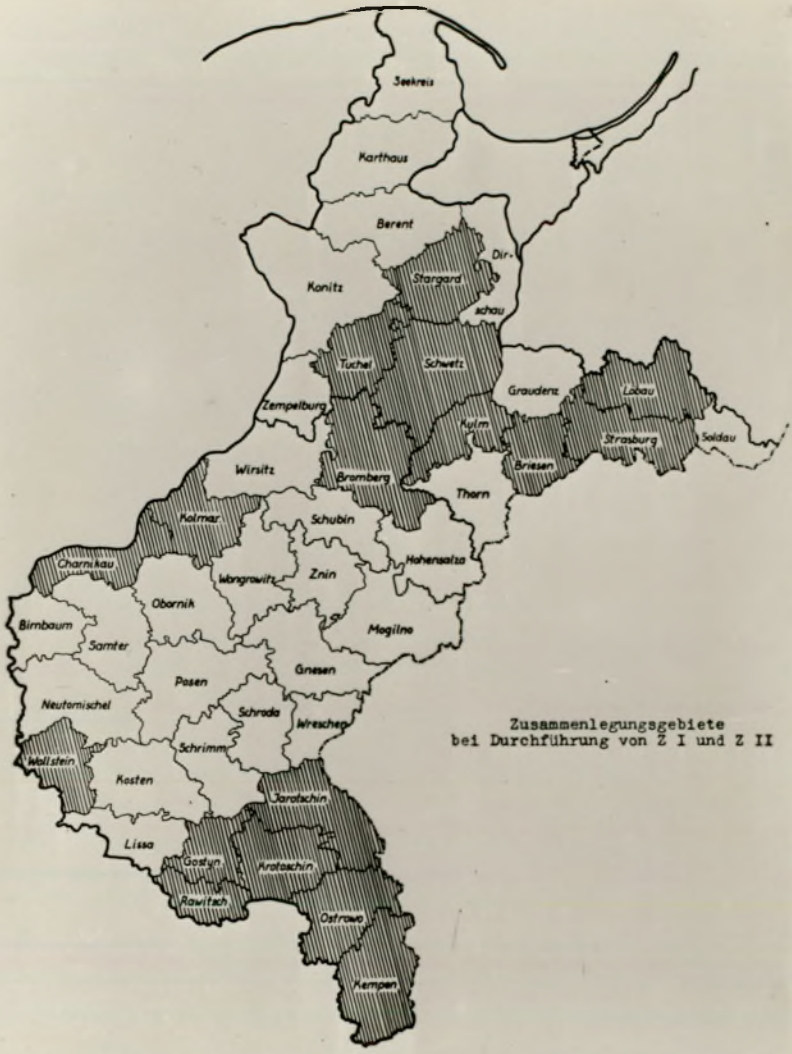 Seekreis
Karthaus
Berent
Dir-
schau
Stargard
Konitz
Tuchel
Schwetz
Zempelburg
Graudenz
Löbau
Kulm
Strasburg
Soldau
Briesen
Wirsitz
Bromberg
Thorn
Kolmar
Schubin
Hohensalza
Charnikau
Wongrowitz
Znin
Obornik
Birnbaum
Samter
Mogilno
Gnesen
Posen
Neutomischel
Schroda
Wreschen
Schrimm
Zusammenlegungsgebiete
bei Durchführung von Z I und Z II
Wollstein
Kosten
Jarotschin
Lissa
Gostyn
Krotoschin
Rawitsch
Ostrowo
Kempen